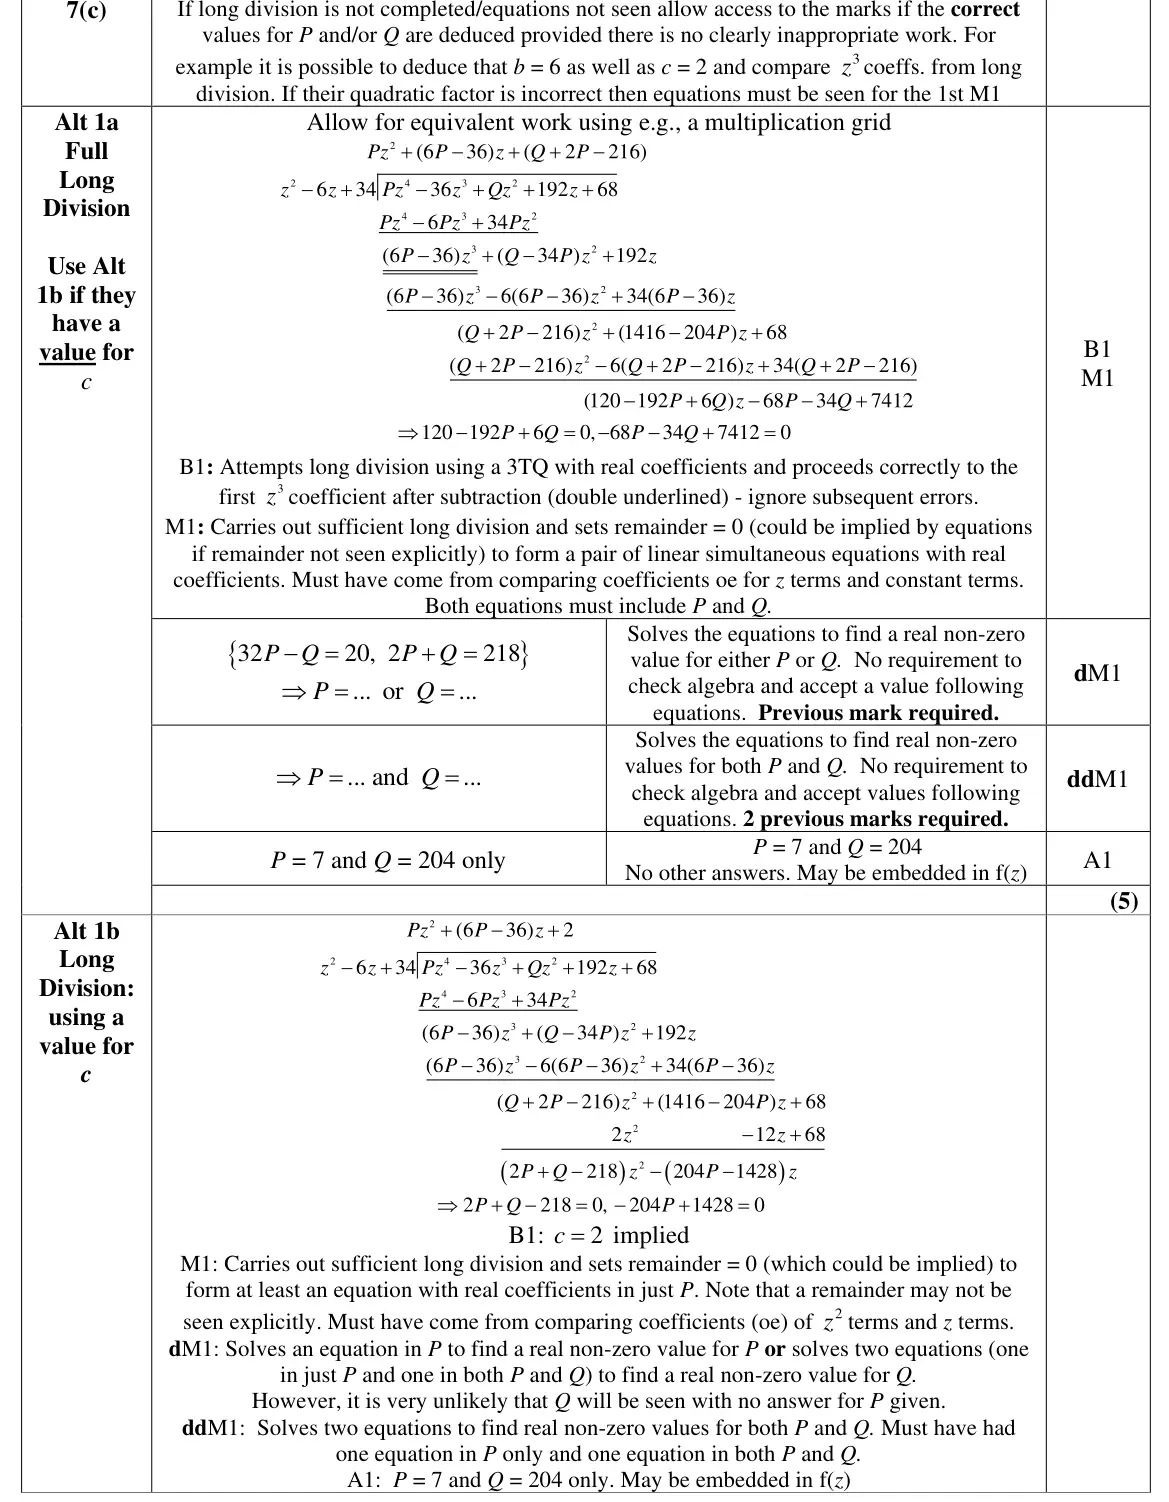 7(c)
If long division is not completed/equations not seen allow access to the marks if the correct
values for P and/or Q are deduced provided there is no clearly inappropriate work. For
example it is possible to deduce that b = 6 as well as c = 2 and compare z³ coeffs. from long
division. If their quadratic factor is incorrect then equations must be seen for the 1st M1
Alt 1a
Full
Long
Division
Use Alt
1b if they
have a
value for
c
Allow for equivalent work using e.g., a multiplication grid
Pz² + (6P − 36)z + (Q + 2P − 216)
z² − 6z + 34 Pz⁴ − 36z³ + Qz² + 192z + 68
Pz⁴ − 6Pz³ + 34Pz²
(6P − 36)z³ + (Q − 34P)z² + 192z
(6P − 36)z³ − 6(6P − 36)z² + 34(6P − 36)z
(Q + 2P − 216)z² + (1416 − 204P)z + 68
(Q + 2P − 216)z² − 6(Q + 2P − 216)z + 34(Q + 2P − 216)
(120 − 192P + 6Q)z − 68P − 34Q + 7412
⇒ 120 − 192P + 6Q = 0, −68P − 34Q + 7412 = 0
B1: Attempts long division using a 3TQ with real coefficients and proceeds correctly to the
first z³ coefficient after subtraction (double underlined) - ignore subsequent errors.
M1: Carries out sufficient long division and sets remainder = 0 (could be implied by equations
if remainder not seen explicitly) to form a pair of linear simultaneous equations with real
coefficients. Must have come from comparing coefficients oe for z terms and constant terms.
Both equations must include P and Q.
B1
M1
{32P − Q = 20, 2P + Q = 218}
⇒ P = ... or Q = ...
Solves the equations to find a real non-zero
value for either P or Q. No requirement to
check algebra and accept a value following
equations. Previous mark required.
dM1
⇒ P = ... and Q = ...
Solves the equations to find real non-zero
values for both P and Q. No requirement to
check algebra and accept values following
equations. 2 previous marks required.
ddM1
P = 7 and Q = 204 only
P = 7 and Q = 204
No other answers. May be embedded in f(z)
A1
(5)
Alt 1b
Long
Division:
using a
value for
c
Pz² + (6P − 36)z + 2
z² − 6z + 34 Pz⁴ − 36z³ + Qz² + 192z + 68
Pz⁴ − 6Pz³ + 34Pz²
(6P − 36)z³ + (Q − 34P)z² + 192z
(6P − 36)z³ − 6(6P − 36)z² + 34(6P − 36)z
(Q + 2P − 216)z² + (1416 − 204P)z + 68
2z² −12z + 68
(2P + Q − 218)z² − (204P − 1428)z
⇒ 2P + Q − 218 = 0, − 204P + 1428 = 0
B1: c = 2 implied
M1: Carries out sufficient long division and sets remainder = 0 (which could be implied) to
form at least an equation with real coefficients in just P. Note that a remainder may not be
seen explicitly. Must have come from comparing coefficients (oe) of z² terms and z terms.
dM1: Solves an equation in P to find a real non-zero value for P or solves two equations (one
in just P and one in both P and Q) to find a real non-zero value for Q.
However, it is very unlikely that Q will be seen with no answer for P given.
ddM1: Solves two equations to find real non-zero values for both P and Q. Must have had
one equation in P only and one equation in both P and Q.
A1: P = 7 and Q = 204 only. May be embedded in f(z)